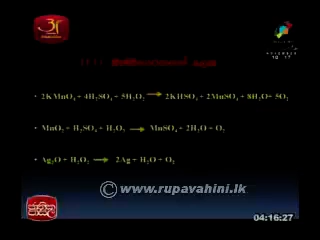 • 2KMnO4 + 4H2SO4 + 5H2O2 → 2KHSO4 + 2MnSO4 + 8H2O + 5O2
• MnO2 + H2SO4 + H2O2 → MnSO4 + 2H2O + O2
• Ag2O + H2O2 → 2Ag + H2O + O2
©www.rupavahini.lk
04:16:27